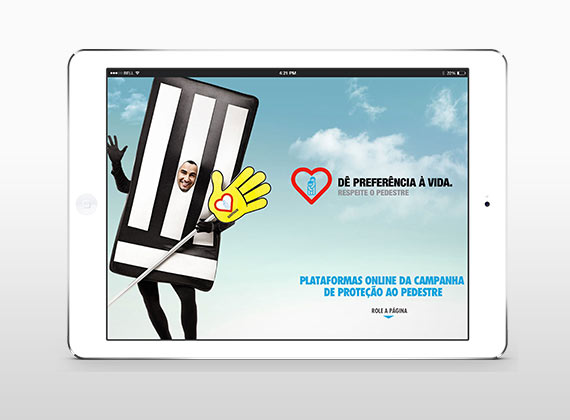 BELL
4:21 PM
20%
DÊ PREFERÊNCIA À VIDA.
RESPEITE O PEDESTRE
PLATAFORMAS ONLINE DA CAMPANHA
DE PROTEÇÃO AO PEDESTRE
ROLE A PÁGINA